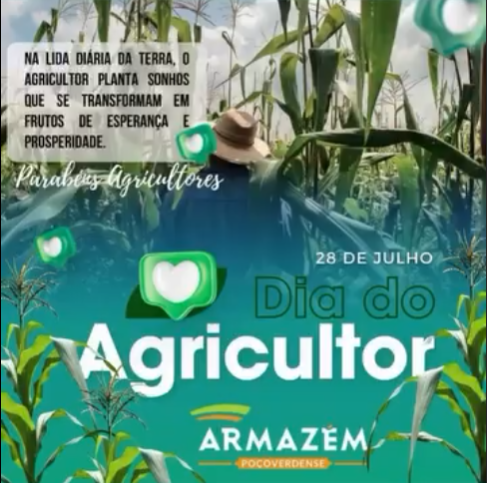 NA LIDA DIÁRIA DA TERRA, O
AGRICULTOR PLANTA SONHOS
QUE SE TRANSFORMAM EM
FRUTOS DE ESPERANÇA E
PROSPERIDADE.
Parabéns Agricultores
28 DE JULHO
Dia do
Agricultor
ARMAZÉM
POCOVERDENSE